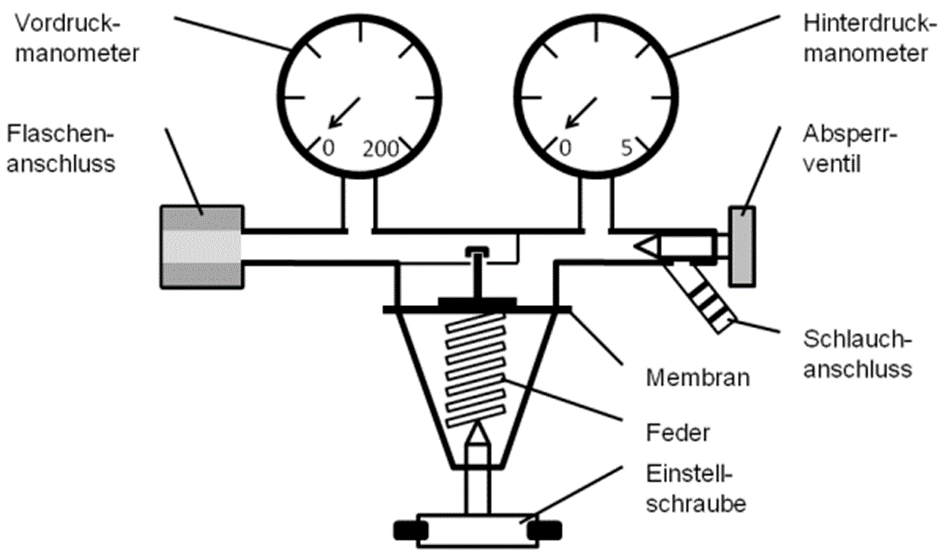 Vordruck-
manometer
Hinterdruck-
manometer
Flaschen-
anschluss
Absperr-
ventil
0 200
0 5
Schlauch-
anschluss
Membran
Feder
Einstell-
schraube